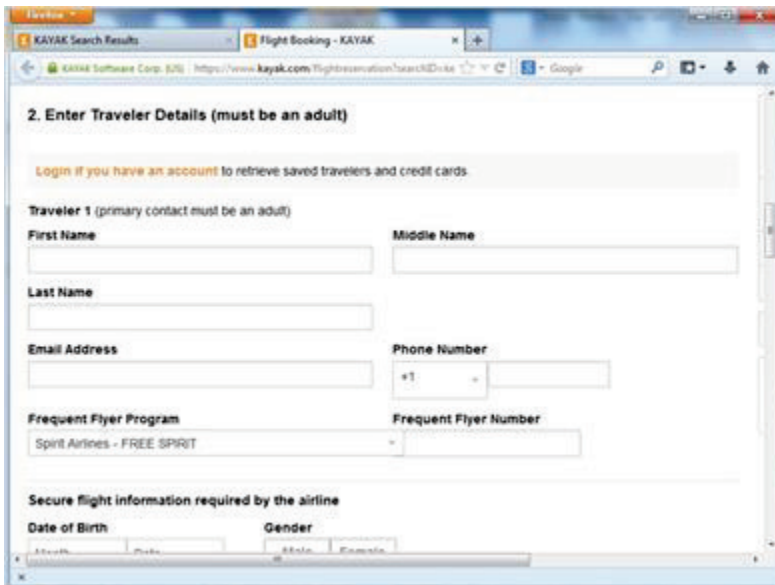 Firefox
KAYAK Search Results
Flight Booking - KAYAK
KAYAK Software Corp. (US) https://www.kayak.com/flightreservation?searchID=
Google
2. Enter Traveler Details (must be an adult)
Login if you have an account to retrieve saved travelers and credit cards
Traveler 1 (primary contact must be an adult)
First Name Middle Name
Last Name
Email Address Phone Number
+1
Frequent Flyer Program Frequent Flyer Number
Spirit Airlines - FREE SPIRIT
Secure flight information required by the airline
Date of Birth Gender
Month Date Male Female